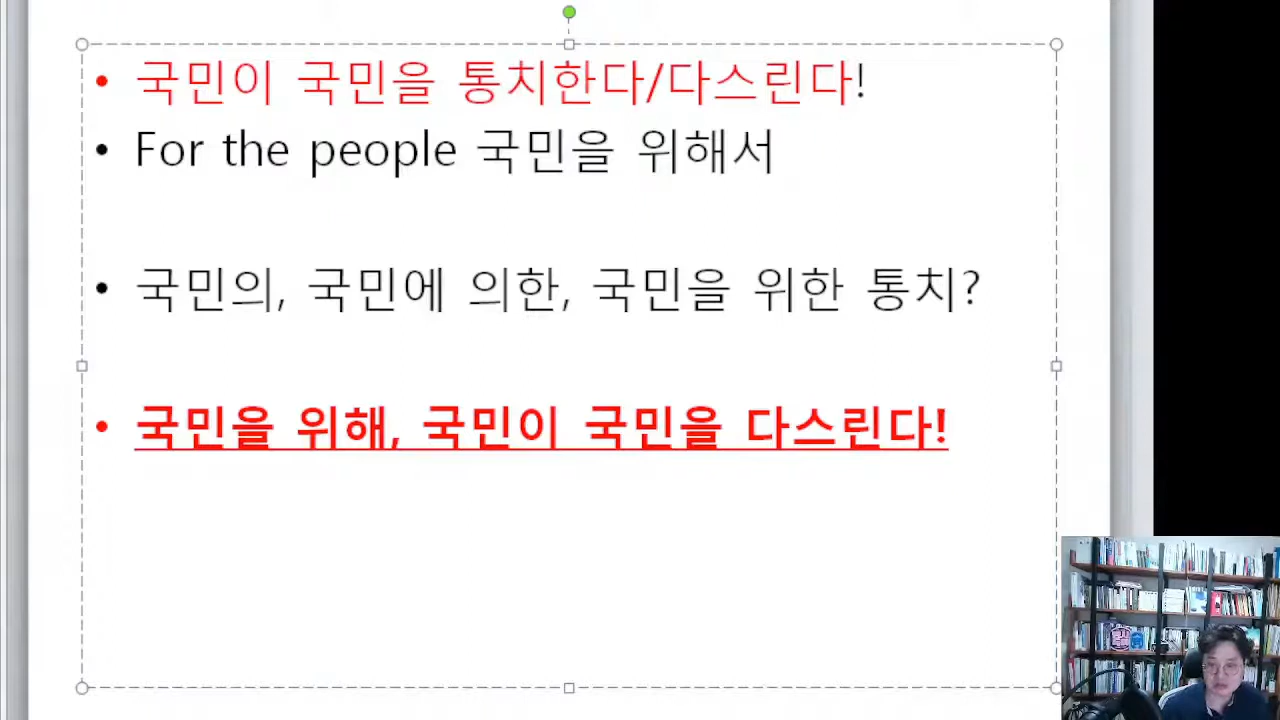 • 국민이 국민을 통치한다/다스린다!
• For the people 국민을 위해서
• 국민의, 국민에 의한, 국민을 위한 통치?
• 국민을 위해, 국민이 국민을 다스린다!